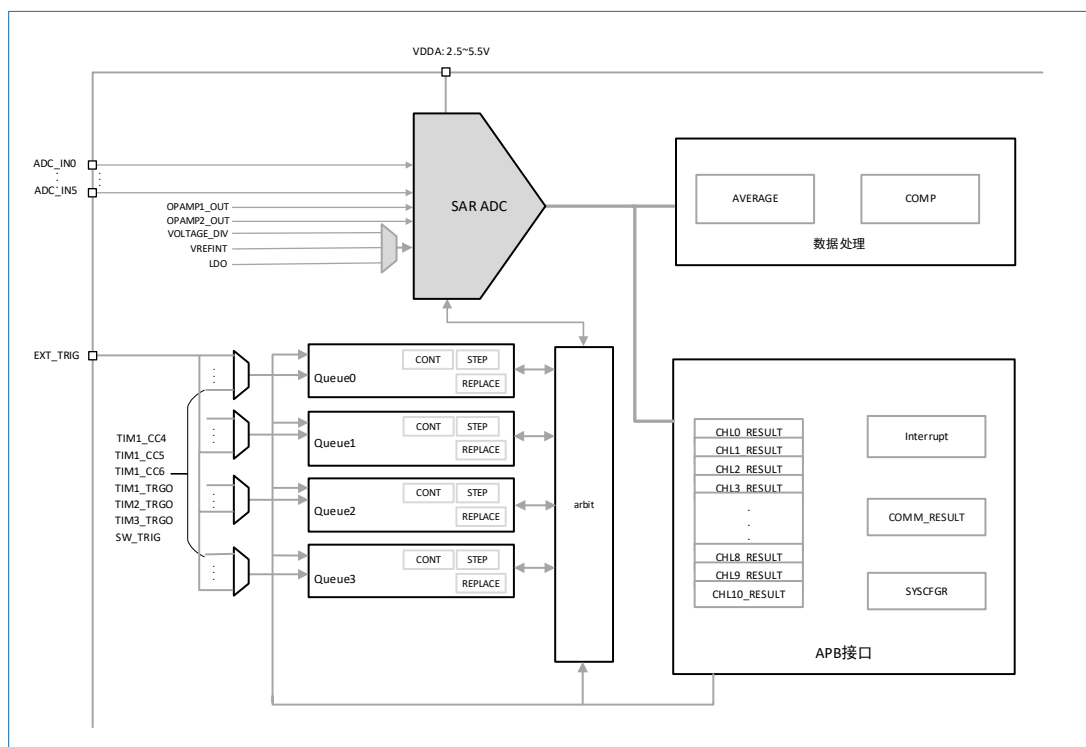 VDDA: 2.5~5.5V
ADC_IN0
ADC_IN5
OPAMP1_OUT
OPAMP2_OUT
VOLTAGE_DIV
VREFINT
LDO
SAR ADC
AVERAGE
COMP
数据处理
EXT_TRIG
TIM1_CC4
TIM1_CC5
TIM1_CC6
TIM1_TRGO
TIM2_TRGO
TIM3_TRGO
SW_TRIG
Queue0
CONT
STEP
REPLACE
Queue1
CONT
STEP
REPLACE
Queue2
CONT
STEP
REPLACE
Queue3
CONT
STEP
REPLACE
arbit
CHL0_RESULT
CHL1_RESULT
CHL2_RESULT
CHL3_RESULT
CHL8_RESULT
CHL9_RESULT
CHL10_RESULT
Interrupt
COMM_RESULT
SYSCFGR
APB接口